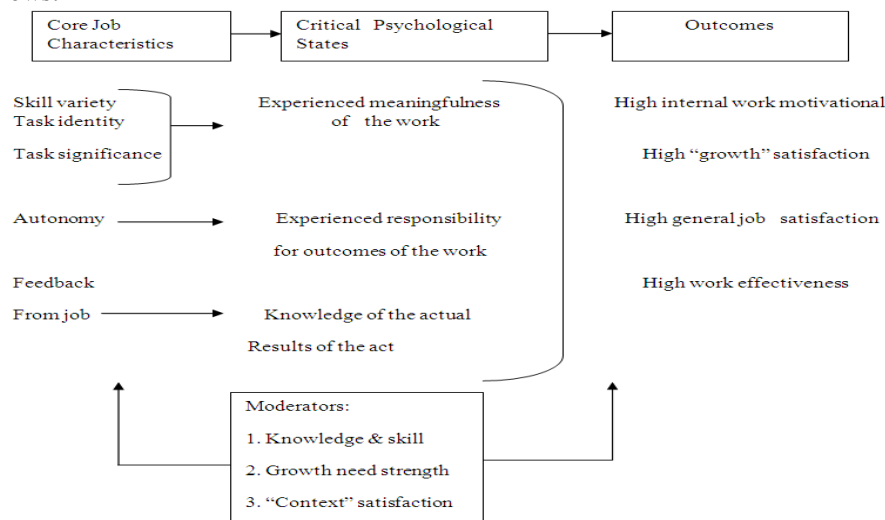 Core Job
Characteristics
Critical Psychological
States
Outcomes
Skill variety
Task identity
Task significance
Experienced meaningfulness
of the work
High internal work motivational
High “growth” satisfaction
Autonomy
Experienced responsibility
for outcomes of the work
High general job satisfaction
Feedback
From job
Knowledge of the actual
Results of the act
High work effectiveness
Moderators:
1. Knowledge & skill
2. Growth need strength
3. “Context” satisfaction